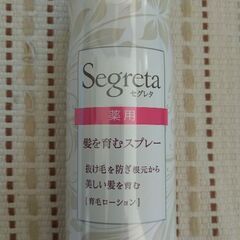 Segreta
セグレタ
薬用
髪を育むスプレー
抜け毛を防ぎ根元から
美しい髪を育む
[育毛ローション]